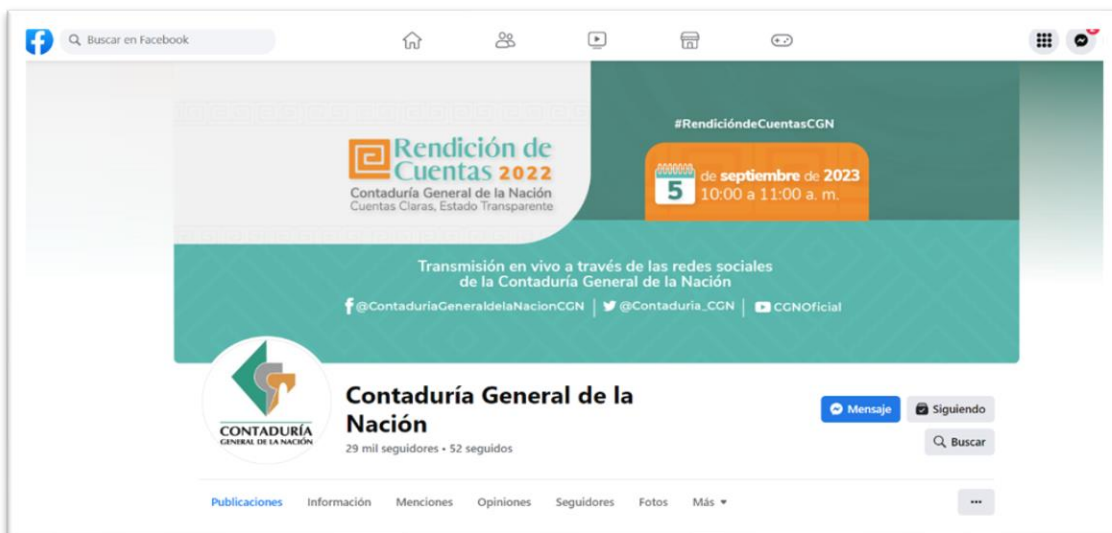 Buscar en Facebook
#RendicióndeCuentasCGN
Rendición de
Cuentas 2022
Contaduría General de la Nación
Cuentas Claras, Estado Transparente
5 de septiembre de 2023
10:00 a 11:00 a. m.
Transmisión en vivo a través de las redes sociales
de la Contaduría General de la Nación
@ContaduriaGeneraldelaNacionCGN | @Contaduria_CGN | CGNOficial
CONTADURÍA
GENERAL DE LA NACIÓN
Contaduría General de la
Nación
29 mil seguidores • 52 seguidos
Mensaje
Siguiendo
Buscar
Publicaciones Información Menciones Opiniones Seguidores Fotos Más